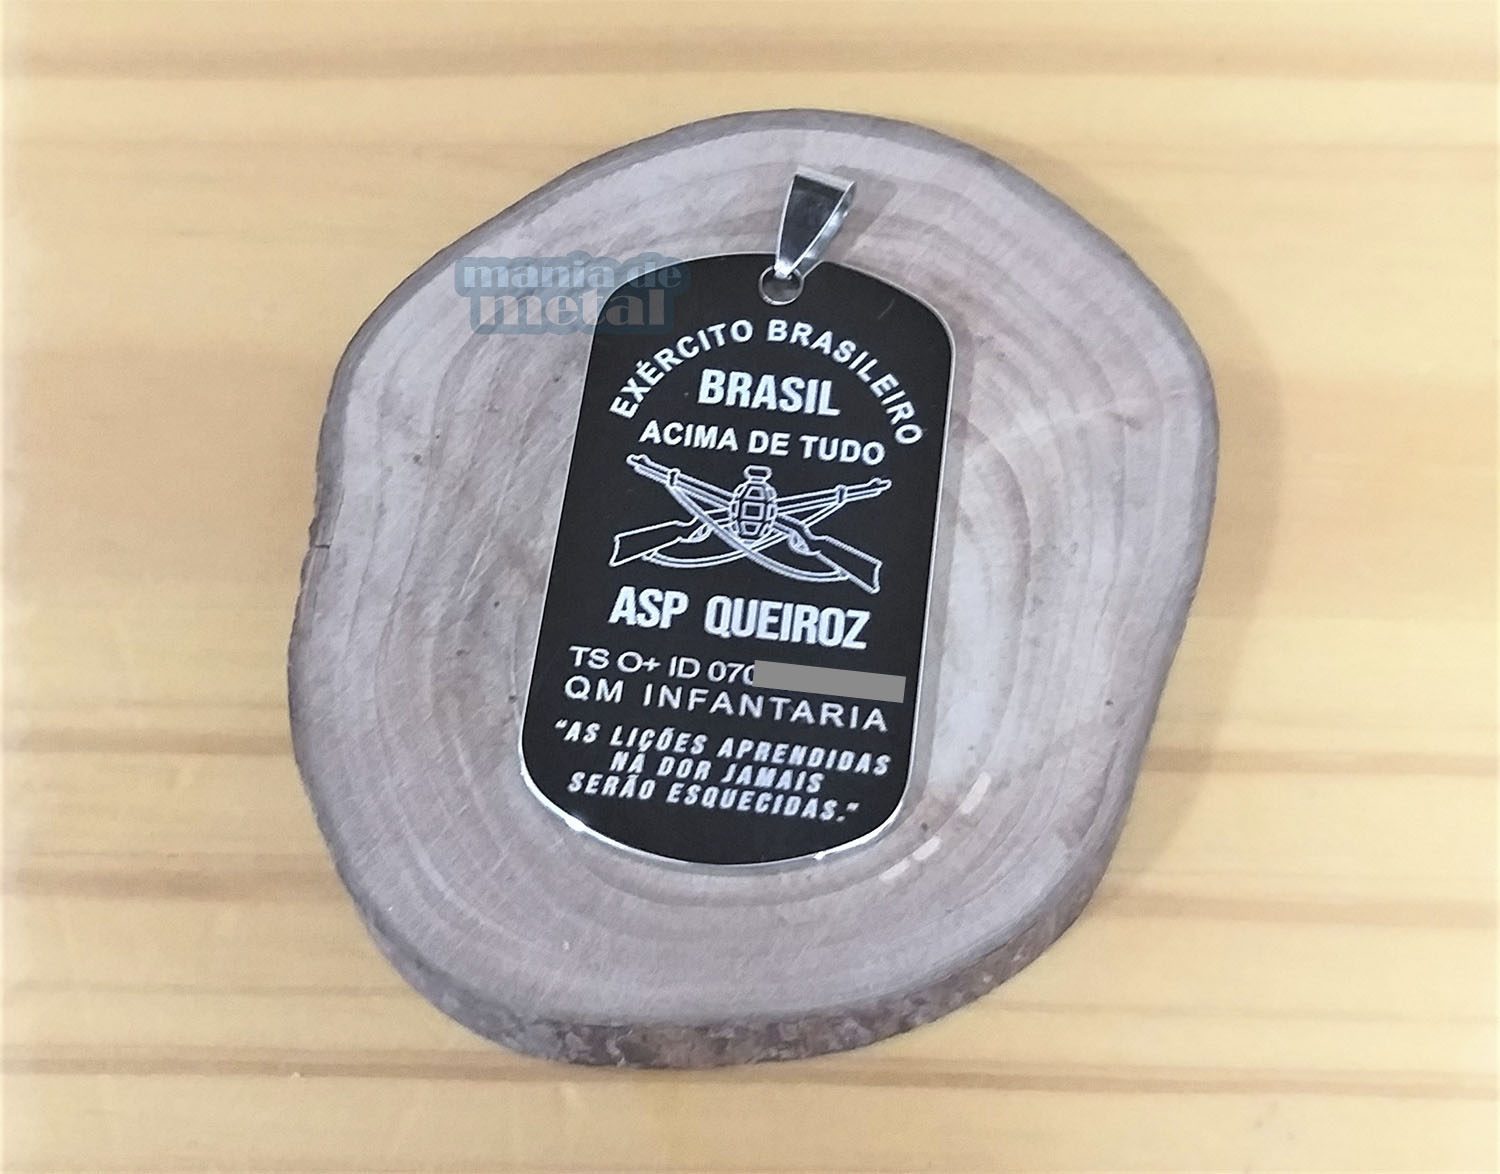 mania de
metal
EXÉRCITO BRASILEIRO
BRASIL
ACIMA DE TUDO
ASP QUEIROZ
TS O+ ID 070
QM INFANTARIA
“AS LIÇÕES APRENDIDAS
NA DOR JAMAIS
SERÃO ESQUECIDAS.”